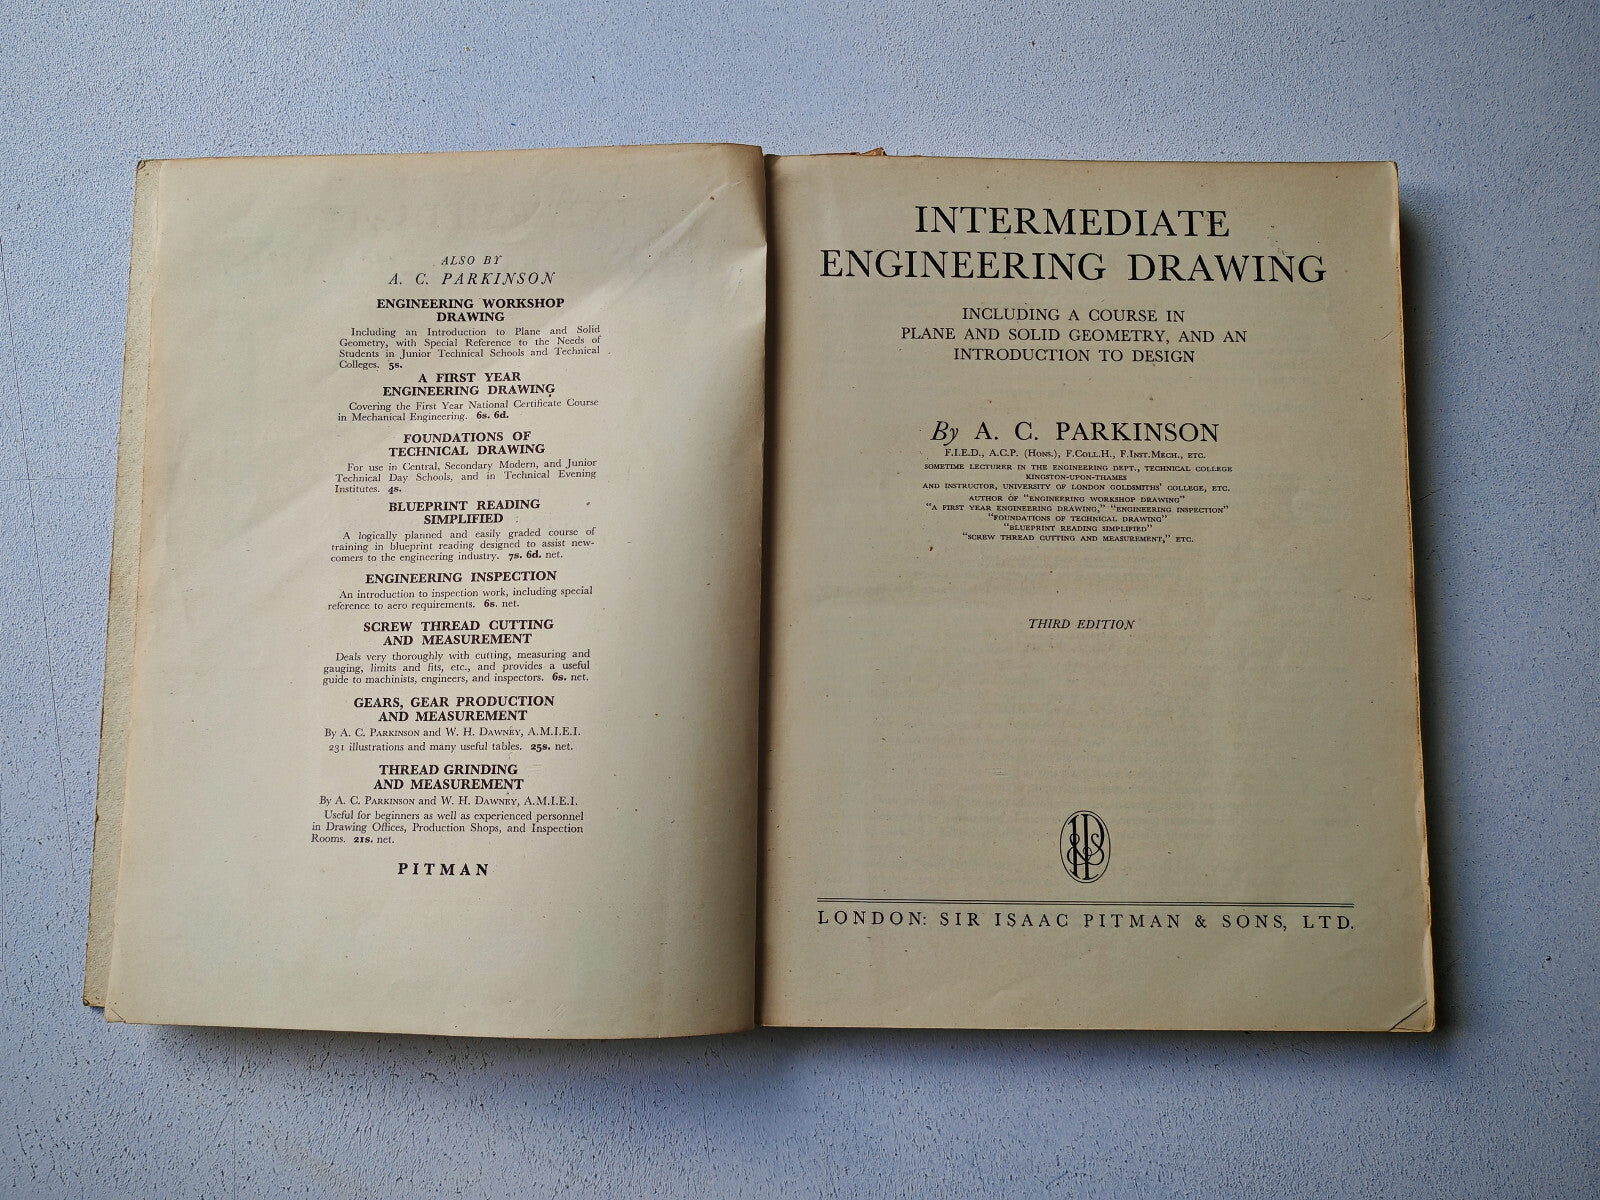 ALSO BY
A. C. PARKINSON
ENGINEERING WORKSHOP
DRAWING
Including an Introduction to Plane and Solid
Geometry, with Special Reference to the Needs of
Students in Junior Technical Schools and Technical
Colleges. 5s.
A FIRST YEAR
ENGINEERING DRAWING
Covering the First Year National Certificate Course
in Mechanical Engineering. 6s. 6d.
FOUNDATIONS OF
TECHNICAL DRAWING
For use in Central, Secondary Modern, and Junior
Technical Day Schools, and in Technical Evening
Institutes. 4s.
BLUEPRINT READING
SIMPLIFIED
A logically planned and easily graded course of
training in blueprint reading designed to assist new-
comers to the engineering industry. 7s. 6d. net.
ENGINEERING INSPECTION
An introduction to inspection work, including special
reference to aero requirements. 6s. net.
SCREW THREAD CUTTING
AND MEASUREMENT
Deals very thoroughly with cutting, measuring and
gauging, limits and fits, etc., and provides a useful
guide to machinists, engineers, and inspectors. 6s. net.
GEARS, GEAR PRODUCTION
AND MEASUREMENT
By A. C. PARKINSON and W. H. DAWNEY, A.M.I.E.I.
231 illustrations and many useful tables. 25s. net.
THREAD GRINDING
AND MEASUREMENT
By A. C. PARKINSON and W. H. DAWNEY, A.M.I.E.I.
Useful for beginners as well as experienced personnel
in Drawing Offices, Production Shops, and Inspection
Rooms. 21s. net.
PITMAN
INTERMEDIATE
ENGINEERING DRAWING
INCLUDING A COURSE IN
PLANE AND SOLID GEOMETRY, AND AN
INTRODUCTION TO DESIGN
By A. C. PARKINSON
F.I.E.D., A.C.P. (HONS.), F.COLL.H., F.INST.MECH., ETC.
SOMETIME LECTURER IN THE ENGINEERING DEPT., TECHNICAL COLLEGE
KINGSTON-UPON-THAMES
AND INSTRUCTOR, UNIVERSITY OF LONDON GOLDSMITHS' COLLEGE, ETC.
AUTHOR OF "ENGINEERING WORKSHOP DRAWING"
"A FIRST YEAR ENGINEERING DRAWING," "ENGINEERING INSPECTION"
"FOUNDATIONS OF TECHNICAL DRAWING"
"BLUEPRINT READING SIMPLIFIED"
"SCREW THREAD CUTTING AND MEASUREMENT," ETC.
THIRD EDITION
LONDON: SIR ISAAC PITMAN & SONS, LTD.